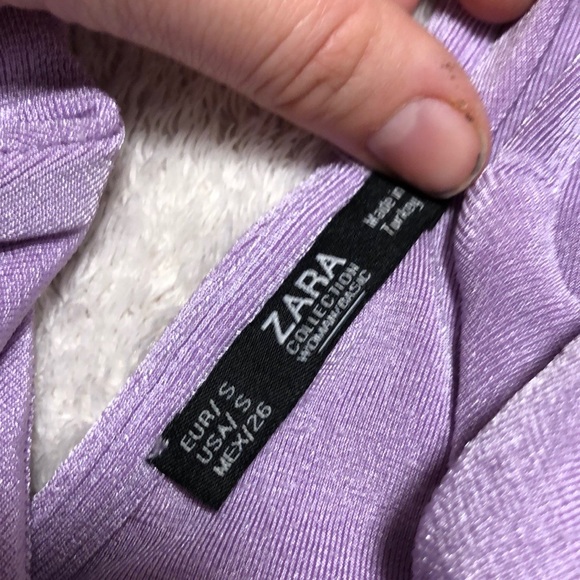 Made in
Turkey
ZARA
COLLECTION
WOMAN/BASIC
EUR/ S
USA/ S
MEX/26